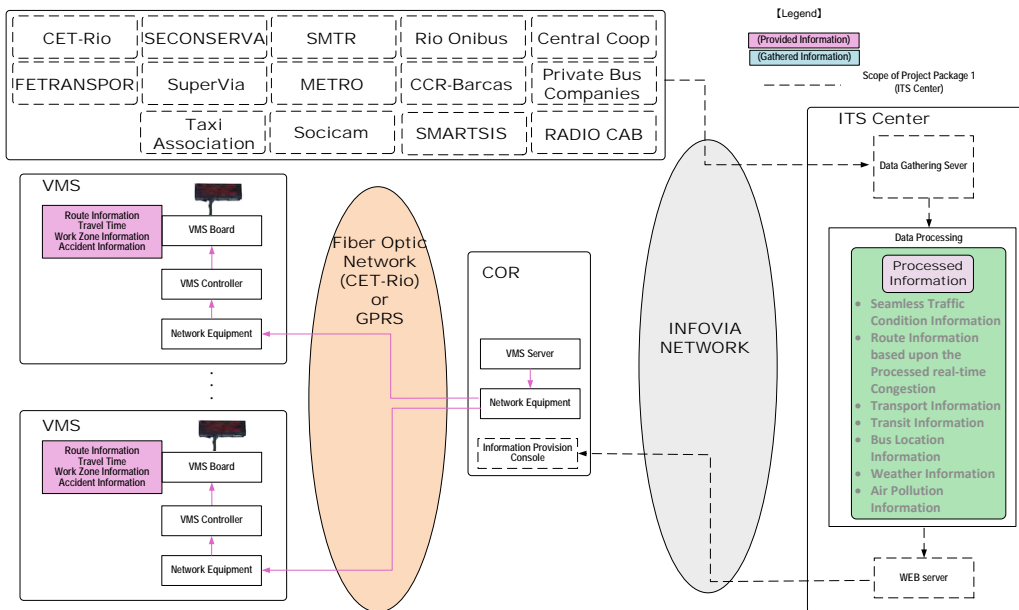 CET-Rio
SECONSERVA
SMTR
Rio Onibus
Central Coop
FETRANSPOR
SuperVia
METRO
CCR-Barcas
Private Bus
Companies
Taxi
Association
Socicam
SMARTSIS
RADIO CAB
【Legend】
(Provided Information)
(Gathered Information)
Scope of Project Package 1
(ITS Center)
VMS
Route Information
Travel Time
Work Zone Information
Accident Information
VMS Board
VMS Controller
Network Equipment
.
.
.
VMS
Route Information
Travel Time
Work Zone Information
Accident Information
VMS Board
VMS Controller
Network Equipment
Fiber Optic
Network
(CET-Rio)
or
GPRS
COR
VMS Server
Network Equipment
Information Provision
Console
INFOVIA
NETWORK
ITS Center
Data Gathering Sever
Data Processing
Processed
Information
• Seamless Traffic
Condition Information
• Route Information
based upon the
Processed real-time
Congestion
• Transport Information
• Transit Information
• Bus Location
Information
• Weather Information
• Air Pollution
Information
WEB server